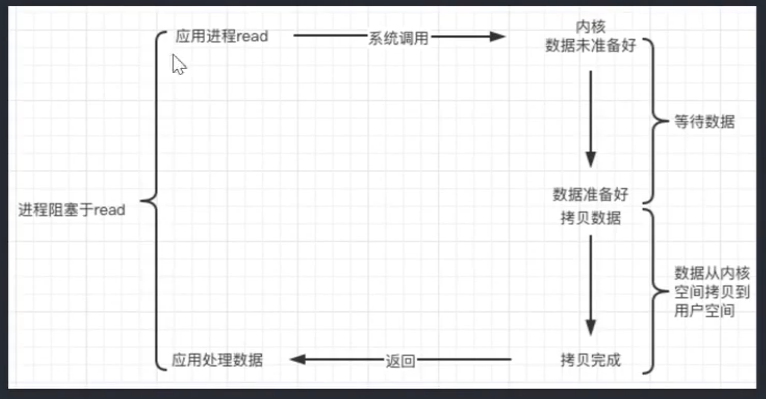 应用进程read
系统调用
内核
数据未准备好
等待数据
数据准备好
拷贝数据
进程阻塞于read
数据从内核
空间拷贝到
用户空间
应用处理数据
返回
拷贝完成